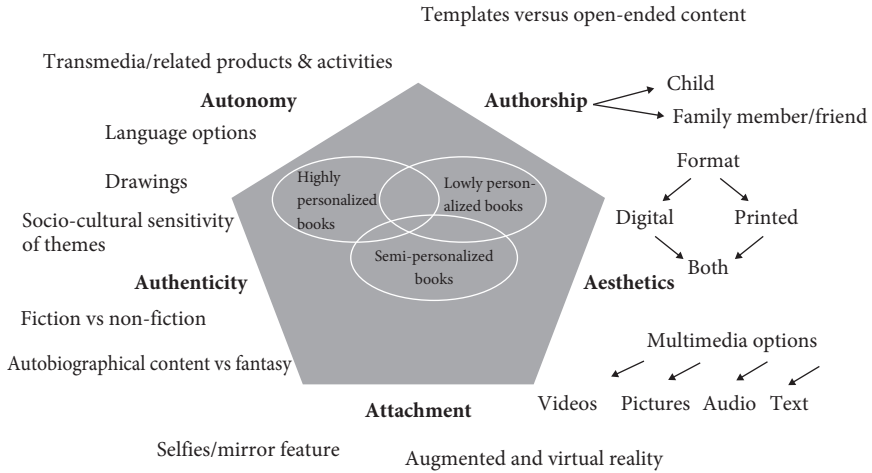 Templates versus open-ended content
Transmedia/related products & activities
Autonomy
Authorship
Child
Family member/friend
Language options
Format
Drawings
Highly
personalized
books
Lowly person-
alized books
Digital
Printed
Socio-cultural sensitivity
of themes
Semi-personalized
books
Both
Authenticity
Aesthetics
Fiction vs non-fiction
Multimedia options
Autobiographical content vs fantasy
Videos
Pictures
Audio
Text
Attachment
Selfies/mirror feature
Augmented and virtual reality